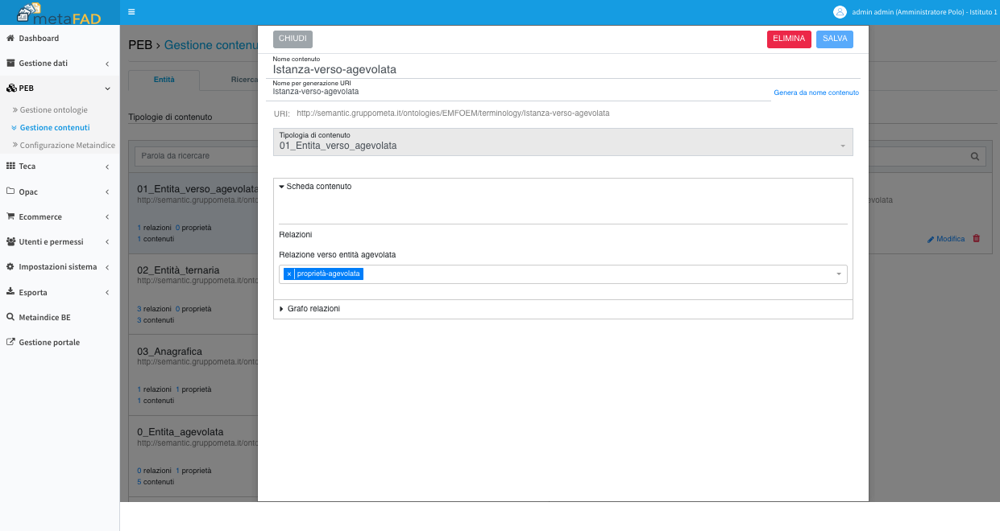 metaFAD
admin admin (Amministratore Polo) - Istituto 1
Dashboard
Gestione dati
PEB
Gestione ontologie
Gestione contenuti
Configurazione Metaindice
Teca
Opac
Ecommerce
Utenti e permessi
Impostazioni sistema
Esporta
Metaindice BE
Gestione portale
PEB › Gestione contenu
Entità
Ricerca
Tipologie di contenuto
Parola da ricercare
01_Entita_verso_agevolata
http://semantic.gruppometa.it/onto
1 relazioni 0 proprietà
1 contenuti
volata
Modifica
02_Entità_ternaria
http://semantic.gruppometa.it/onto
3 relazioni 0 proprietà
3 contenuti
03_Anagrafica
http://semantic.gruppometa.it/onto
1 relazioni 1 proprietà
1 contenuti
0_Entita_agevolata
http://semantic.gruppometa.it/onto
0 relazioni 1 proprietà
5 contenuti
CHIUDI
ELIMINA
SALVA
Nome contenuto
Istanza-verso-agevolata
Nome per generazione URI
Istanza-verso-agevolata
Genera da nome contenuto
URI: http://semantic.gruppometa.it/ontologies/EMFOEM/terminology/Istanza-verso-agevolata
Tipologia di contenuto
01_Entita_verso_agevolata
Scheda contenuto
Relazioni
Relazione verso entità agevolata
× proprietà-agevolata
Grafo relazioni